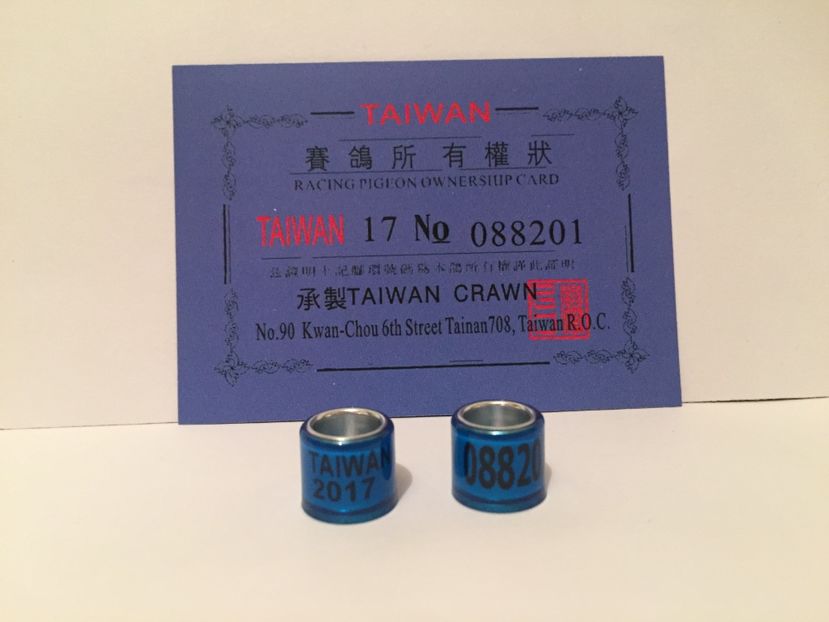 TAIWAN
賽鴿所有權狀
RACING PIGEON OWNERSIUP CARD
TAIWAN 17 No 088201
承製TAIWAN CRAWN
No.90 Kwan-Chou 6th Street Tainan708, Taiwan R.O.C.
TAIWAN
2017
08820